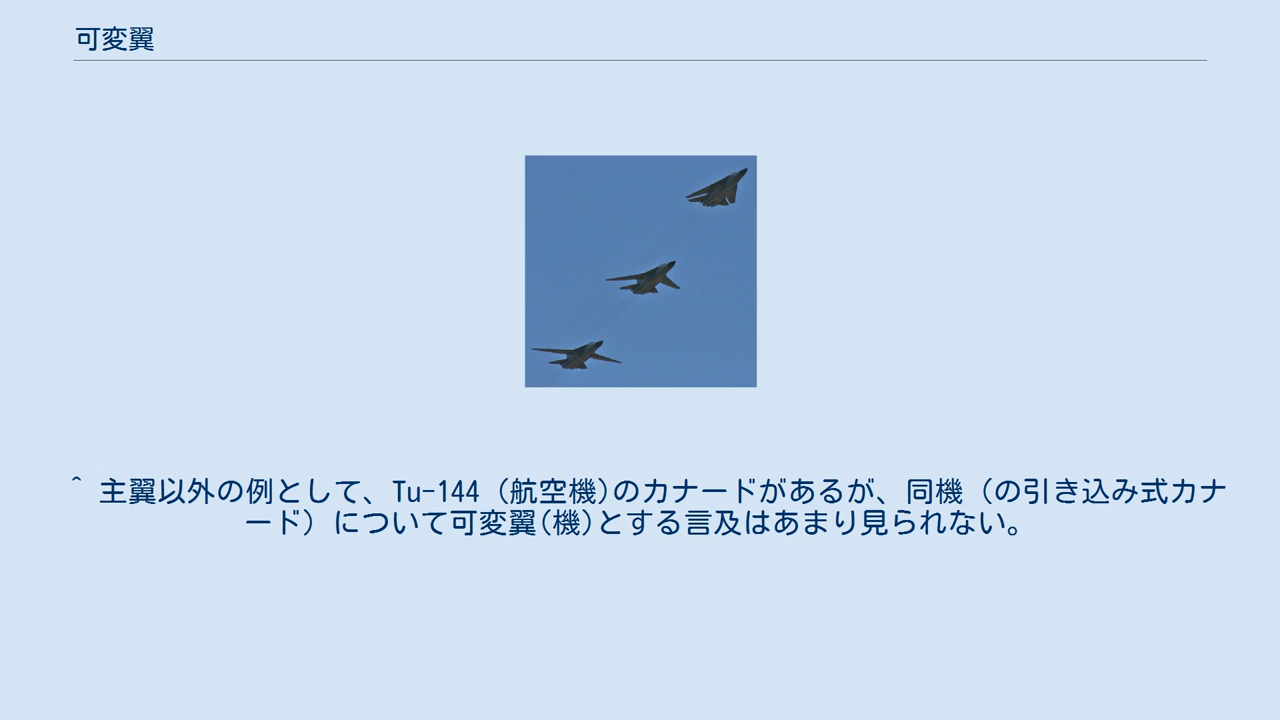 可変翼
^ 主翼以外の例として、Tu-144 (航空機)のカナードがあるが、同機（の引き込み式カナ
ード）について可変翼(機)とする言及はあまり見られない。